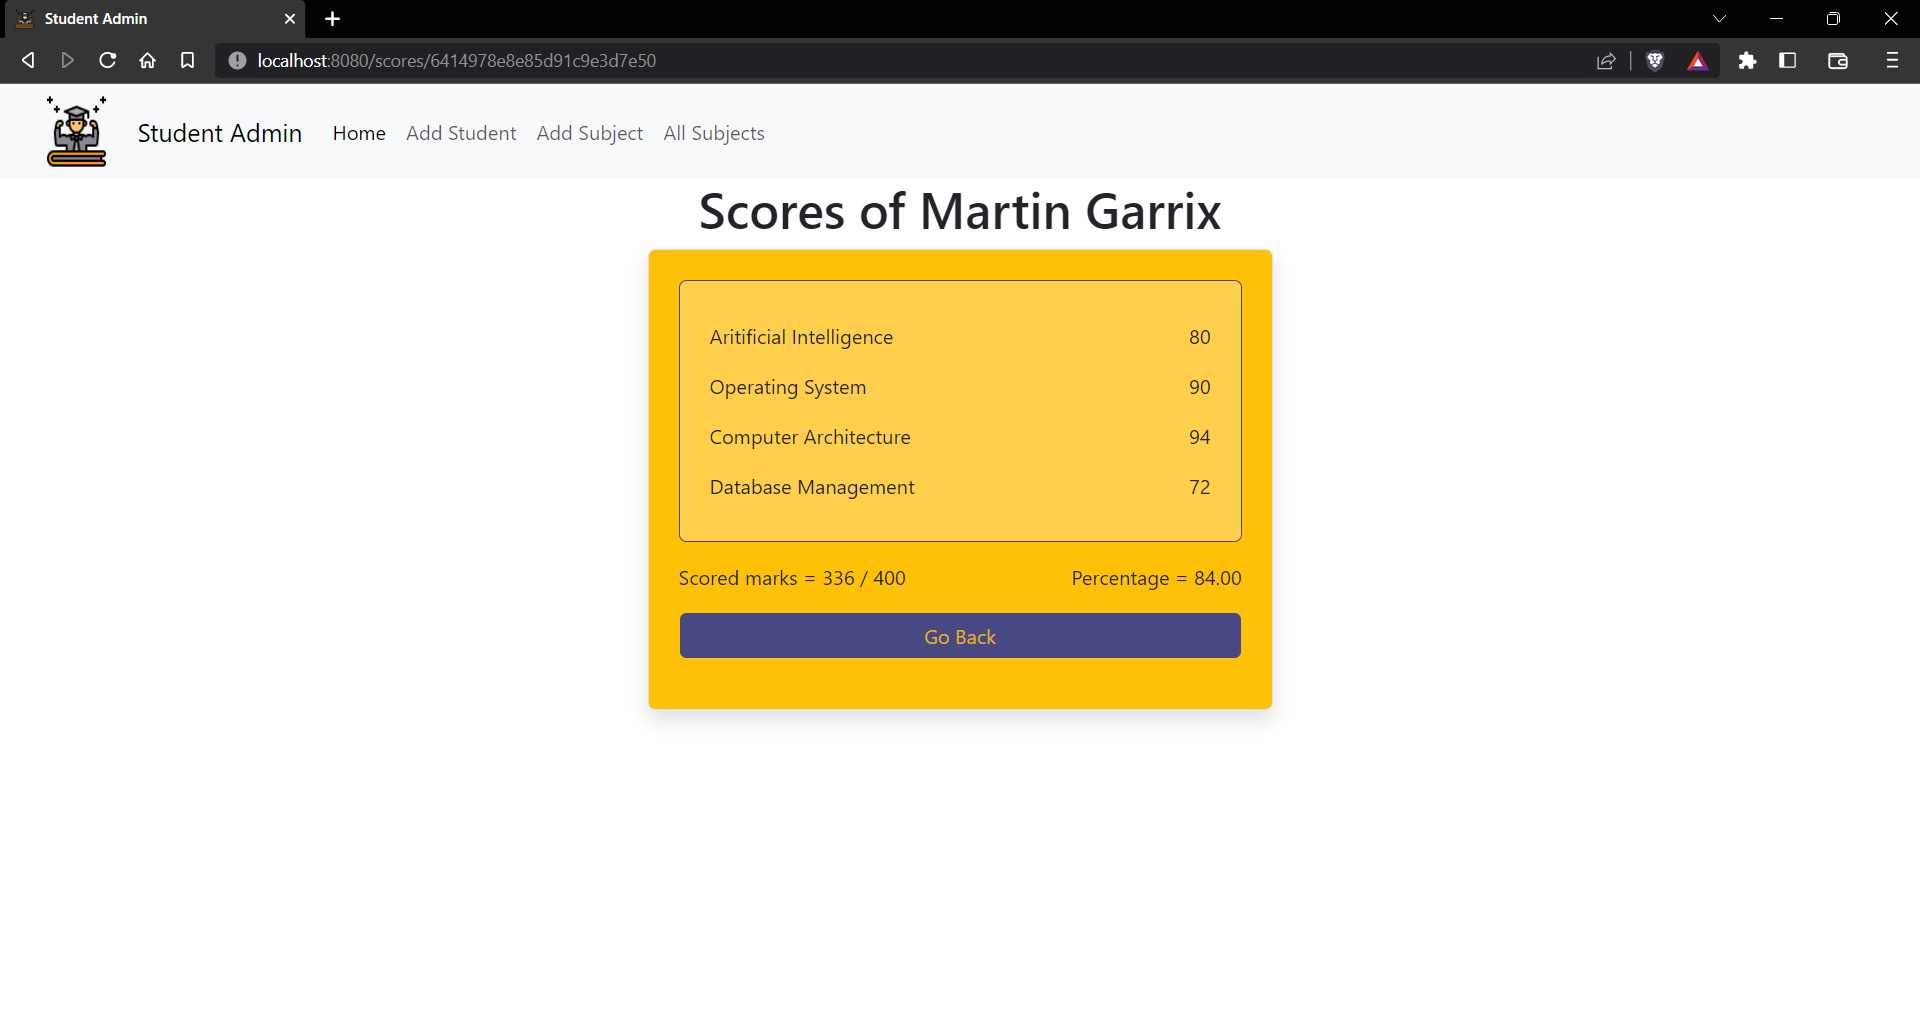 Student Admin
localhost:8080/scores/6414978e8e85d91c9e3d7e50
Student Admin Home Add Student Add Subject All Subjects
Scores of Martin Garrix
Aritificial Intelligence 80
Operating System 90
Computer Architecture 94
Database Management 72
Scored marks = 336 / 400 Percentage = 84.00
Go Back